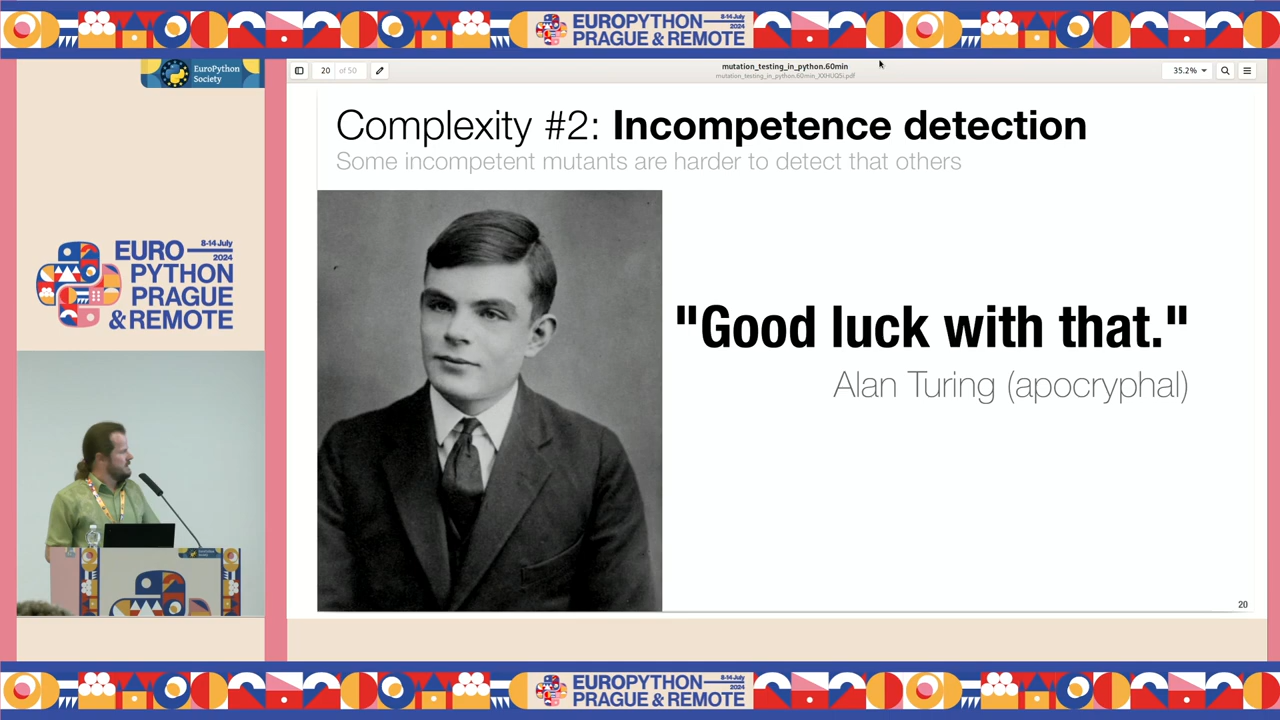 EUROPYTHON
8-14 July
2024
PRAGUE & REMOTE
EuroPython
Society
20 of 50
mutation_testing_in_python.60min
35.2%
Complexity #2: Incompetence detection
Some incompetent mutants are harder to detect that others
EURO
8-14 July
2024
PYTHON
PRAGUE
& REMOTE
"Good luck with that."
Alan Turing (apocryphal)
20
EUROPYTHON
8-14 July
2024
PRAGUE & REMOTE